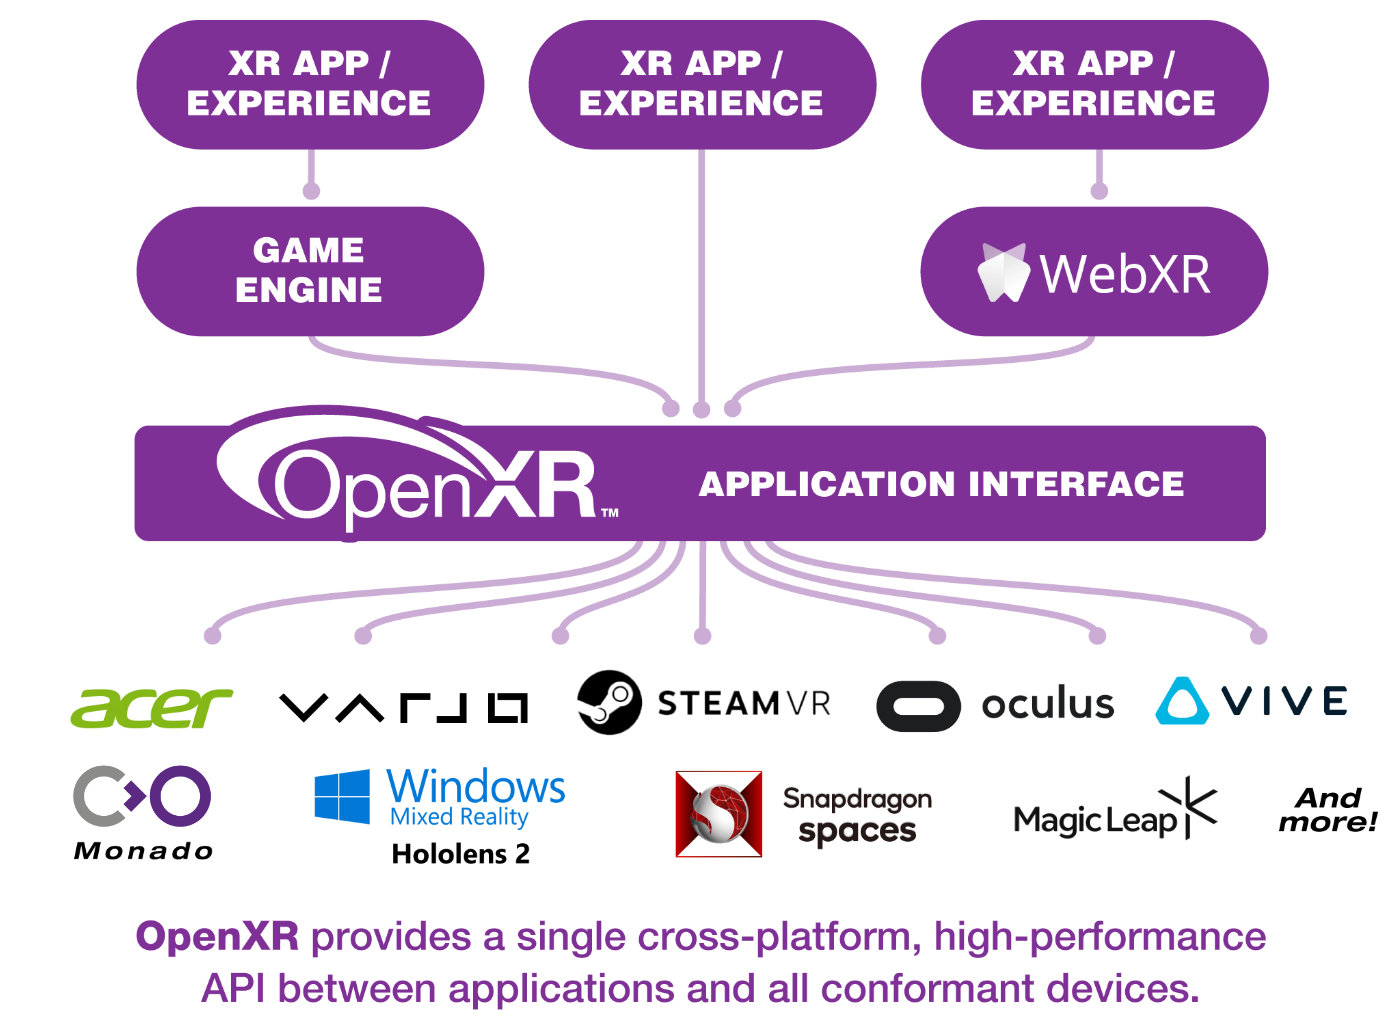 XR APP /
EXPERIENCE
XR APP /
EXPERIENCE
XR APP /
EXPERIENCE
GAME
ENGINE
WebXR
OpenXR™
APPLICATION INTERFACE
acer
VARJO
STEAMVR
oculus
VIVE
Monado
Windows
Mixed Reality
Hololens 2
Snapdragon
spaces
Magic Leap
And
more!
OpenXR provides a single cross-platform, high-performance
API between applications and all conformant devices.